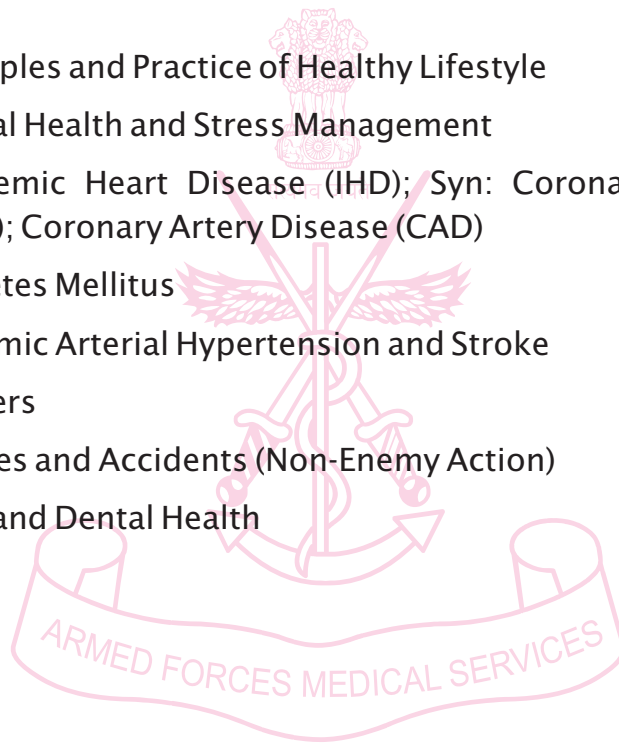 ples and Practice of Healthy Lifestyle
al Health and Stress Management
emic Heart Disease (IHD); Syn: Corona
); Coronary Artery Disease (CAD)
tes Mellitus
mic Arterial Hypertension and Stroke
ers
es and Accidents (Non-Enemy Action)
and Dental Health
ARMED FORCES MEDICAL SERVICES